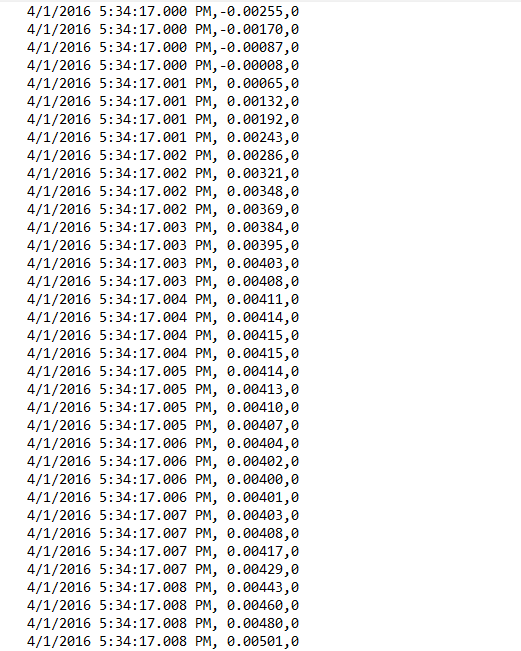 4/1/2016 5:34:17.000 PM,-0.00255,0
4/1/2016 5:34:17.000 PM,-0.00170,0
4/1/2016 5:34:17.000 PM,-0.00087,0
4/1/2016 5:34:17.000 PM,-0.00008,0
4/1/2016 5:34:17.001 PM, 0.00065,0
4/1/2016 5:34:17.001 PM, 0.00132,0
4/1/2016 5:34:17.001 PM, 0.00192,0
4/1/2016 5:34:17.001 PM, 0.00243,0
4/1/2016 5:34:17.002 PM, 0.00286,0
4/1/2016 5:34:17.002 PM, 0.00321,0
4/1/2016 5:34:17.002 PM, 0.00348,0
4/1/2016 5:34:17.002 PM, 0.00369,0
4/1/2016 5:34:17.003 PM, 0.00384,0
4/1/2016 5:34:17.003 PM, 0.00395,0
4/1/2016 5:34:17.003 PM, 0.00403,0
4/1/2016 5:34:17.003 PM, 0.00408,0
4/1/2016 5:34:17.004 PM, 0.00411,0
4/1/2016 5:34:17.004 PM, 0.00414,0
4/1/2016 5:34:17.004 PM, 0.00415,0
4/1/2016 5:34:17.004 PM, 0.00415,0
4/1/2016 5:34:17.005 PM, 0.00414,0
4/1/2016 5:34:17.005 PM, 0.00413,0
4/1/2016 5:34:17.005 PM, 0.00410,0
4/1/2016 5:34:17.005 PM, 0.00407,0
4/1/2016 5:34:17.006 PM, 0.00404,0
4/1/2016 5:34:17.006 PM, 0.00402,0
4/1/2016 5:34:17.006 PM, 0.00400,0
4/1/2016 5:34:17.006 PM, 0.00401,0
4/1/2016 5:34:17.007 PM, 0.00403,0
4/1/2016 5:34:17.007 PM, 0.00408,0
4/1/2016 5:34:17.007 PM, 0.00417,0
4/1/2016 5:34:17.007 PM, 0.00429,0
4/1/2016 5:34:17.008 PM, 0.00443,0
4/1/2016 5:34:17.008 PM, 0.00460,0
4/1/2016 5:34:17.008 PM, 0.00480,0
4/1/2016 5:34:17.008 PM, 0.00501,0